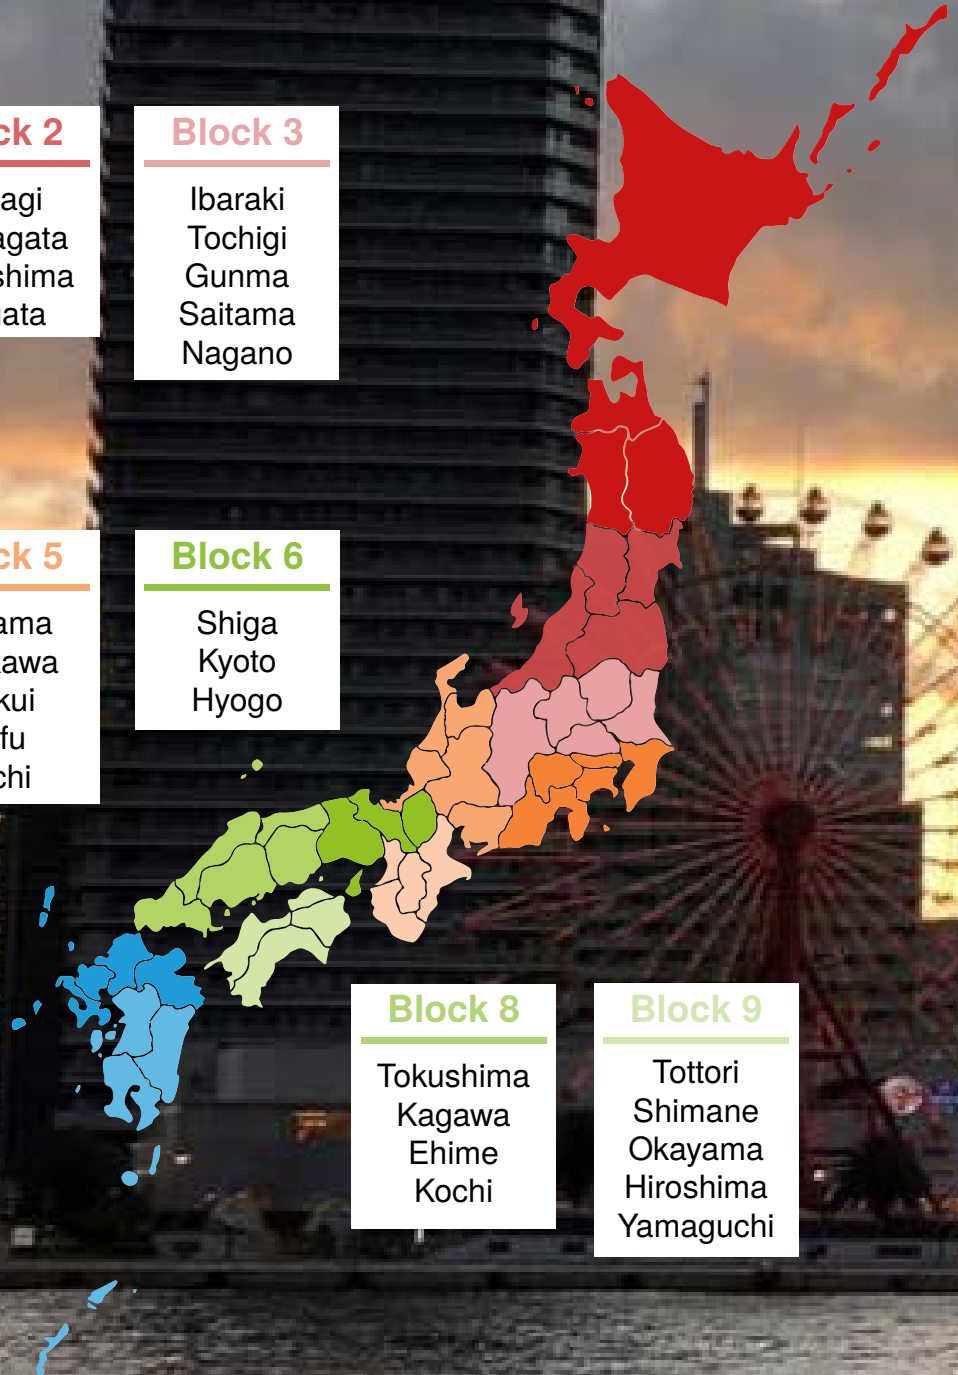 ck 2
agi
agata
shima
ata
Block 3
Ibaraki
Tochigi
Gunma
Saitama
Nagano
ck 5
ama
awa
kui
fu
chi
Block 6
Shiga
Kyoto
Hyogo
Block 8
Tokushima
Kagawa
Ehime
Kochi
Block 9
Tottori
Shimane
Okayama
Hiroshima
Yamaguchi